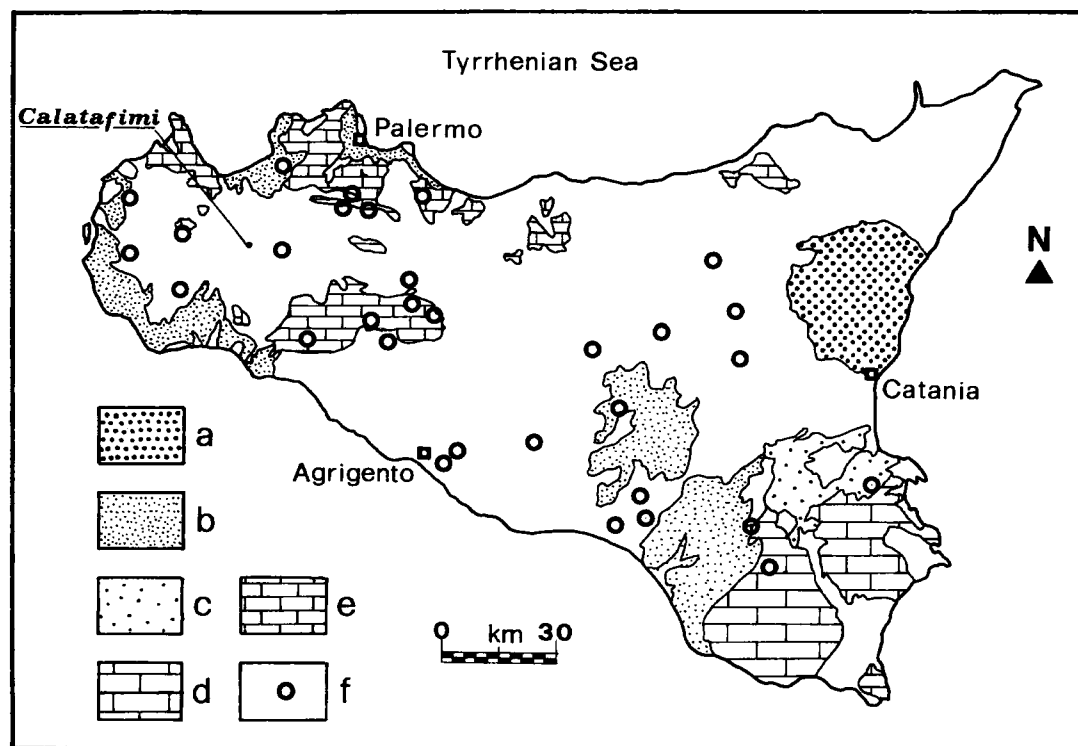 Tyrrhenian Sea
Calatafimi
Palermo
N
Catania
Agrigento
a
b
c
e
d
f
0 km 30